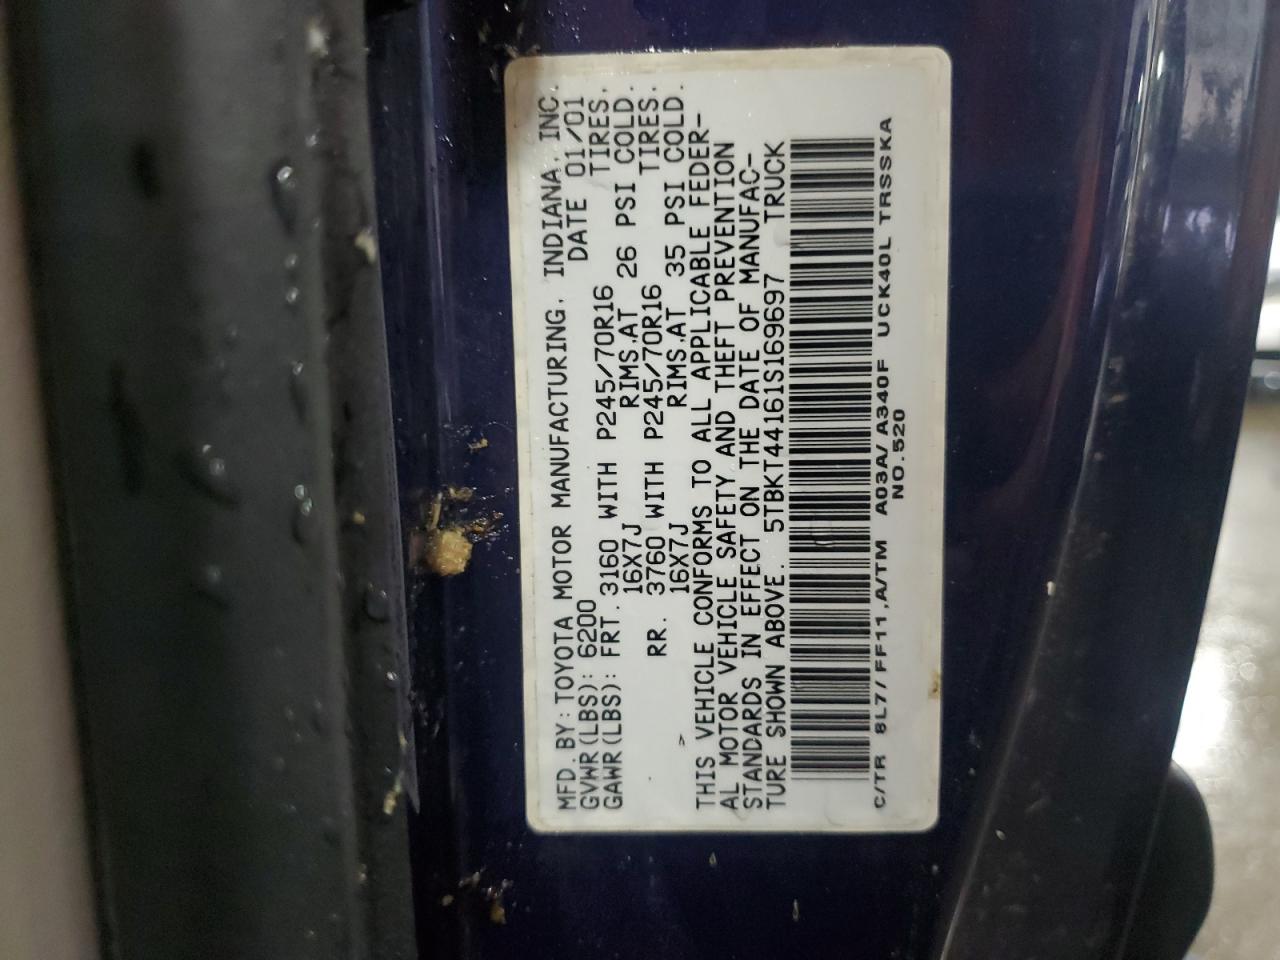 MFD. BY: TOYOTA MOTOR MANUFACTURING, INDIANA, INC.
GVWR(LBS): 6200 DATE 01/01
GAWR(LBS): FRT. 3160 WITH P245/70R16 TIRES,
16X7J RIMS,AT 26 PSI COLD.
RR. 3760 WITH P245/70R16 TIRES,
16X7J RIMS,AT 35 PSI COLD.
THIS VEHICLE CONFORMS TO ALL APPLICABLE FEDER-
AL MOTOR VEHICLE SAFETY AND THEFT PREVENTION
STANDARDS IN EFFECT ON THE DATE OF MANUFAC-
TURE SHOWN ABOVE. 5TBKT44161S169697 TRUCK
C/TR 8L7//FF11,A/TM A03A/A340F UCK40L TRSSKA
NO.520